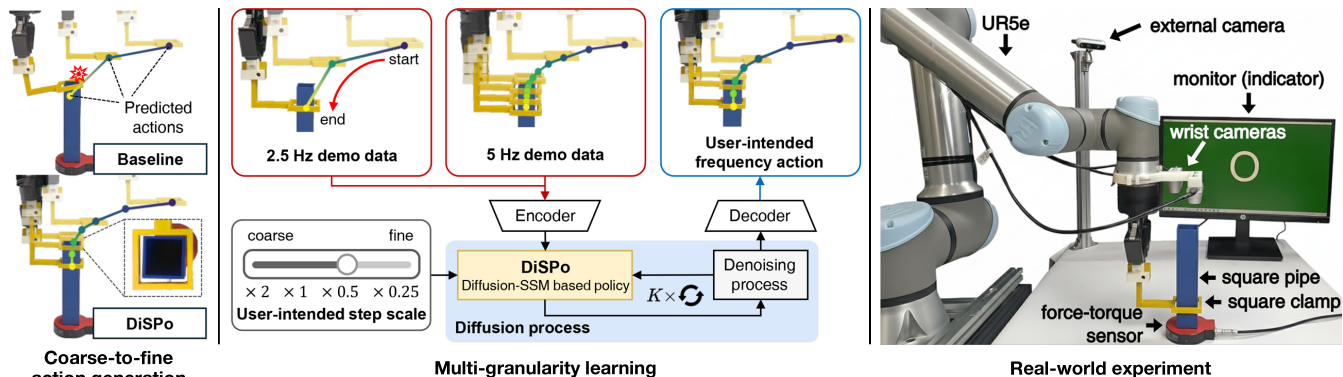 Predicted
actions
Baseline
DiSPo
Coarse-to-fine
action generation
start
end
2.5 Hz demo data
5 Hz demo data
User-intended
frequency action
Encoder
Decoder
coarse fine
× 2 × 1 × 0.5 × 0.25
User-intended step scale
DiSPo
Diffusion-SSM based policy
K×
Denoising
process
Diffusion process
Multi-granularity learning
UR5e
external camera
monitor (indicator)
wrist cameras
O
square pipe
square clamp
force-torque
sensor
Real-world experiment